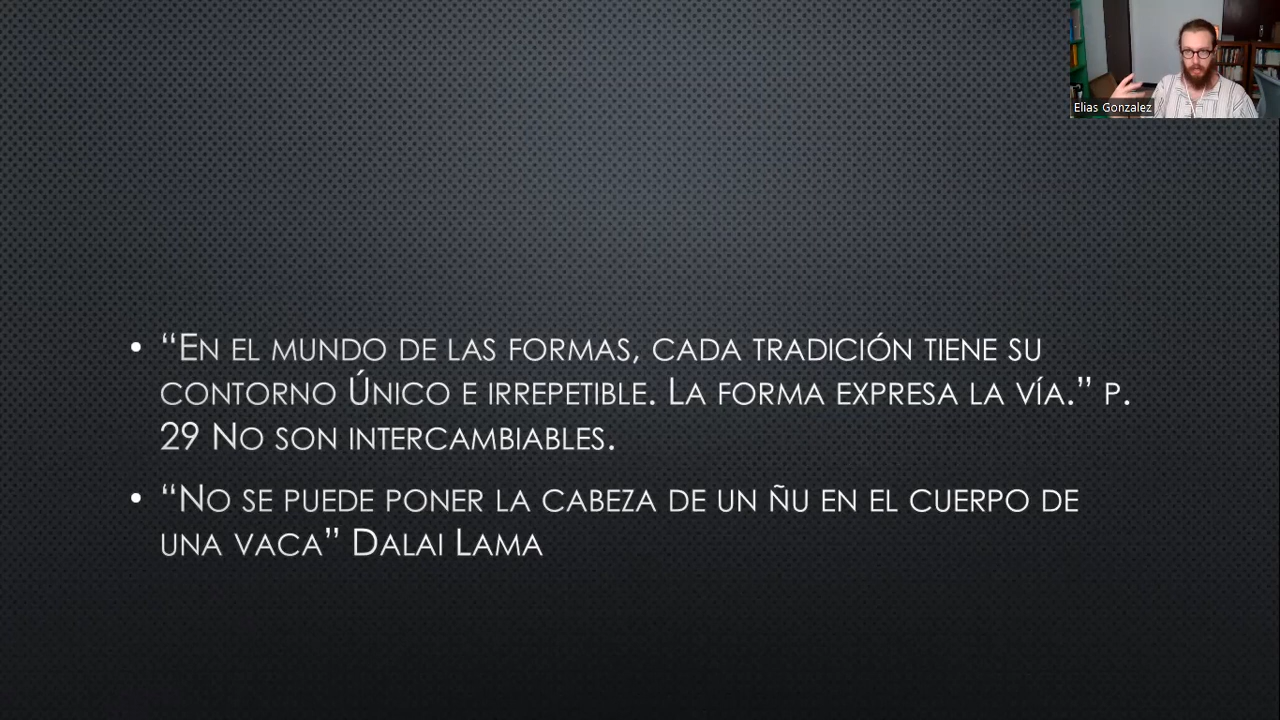 Elias Gonzalez
• “En el mundo de las formas, cada tradición tiene su
contorno Único e irrepetible. La forma expresa la vía.” p.
29 No son intercambiables.
• “No se puede poner la cabeza de un ñu en el cuerpo de
una vaca” Dalai Lama